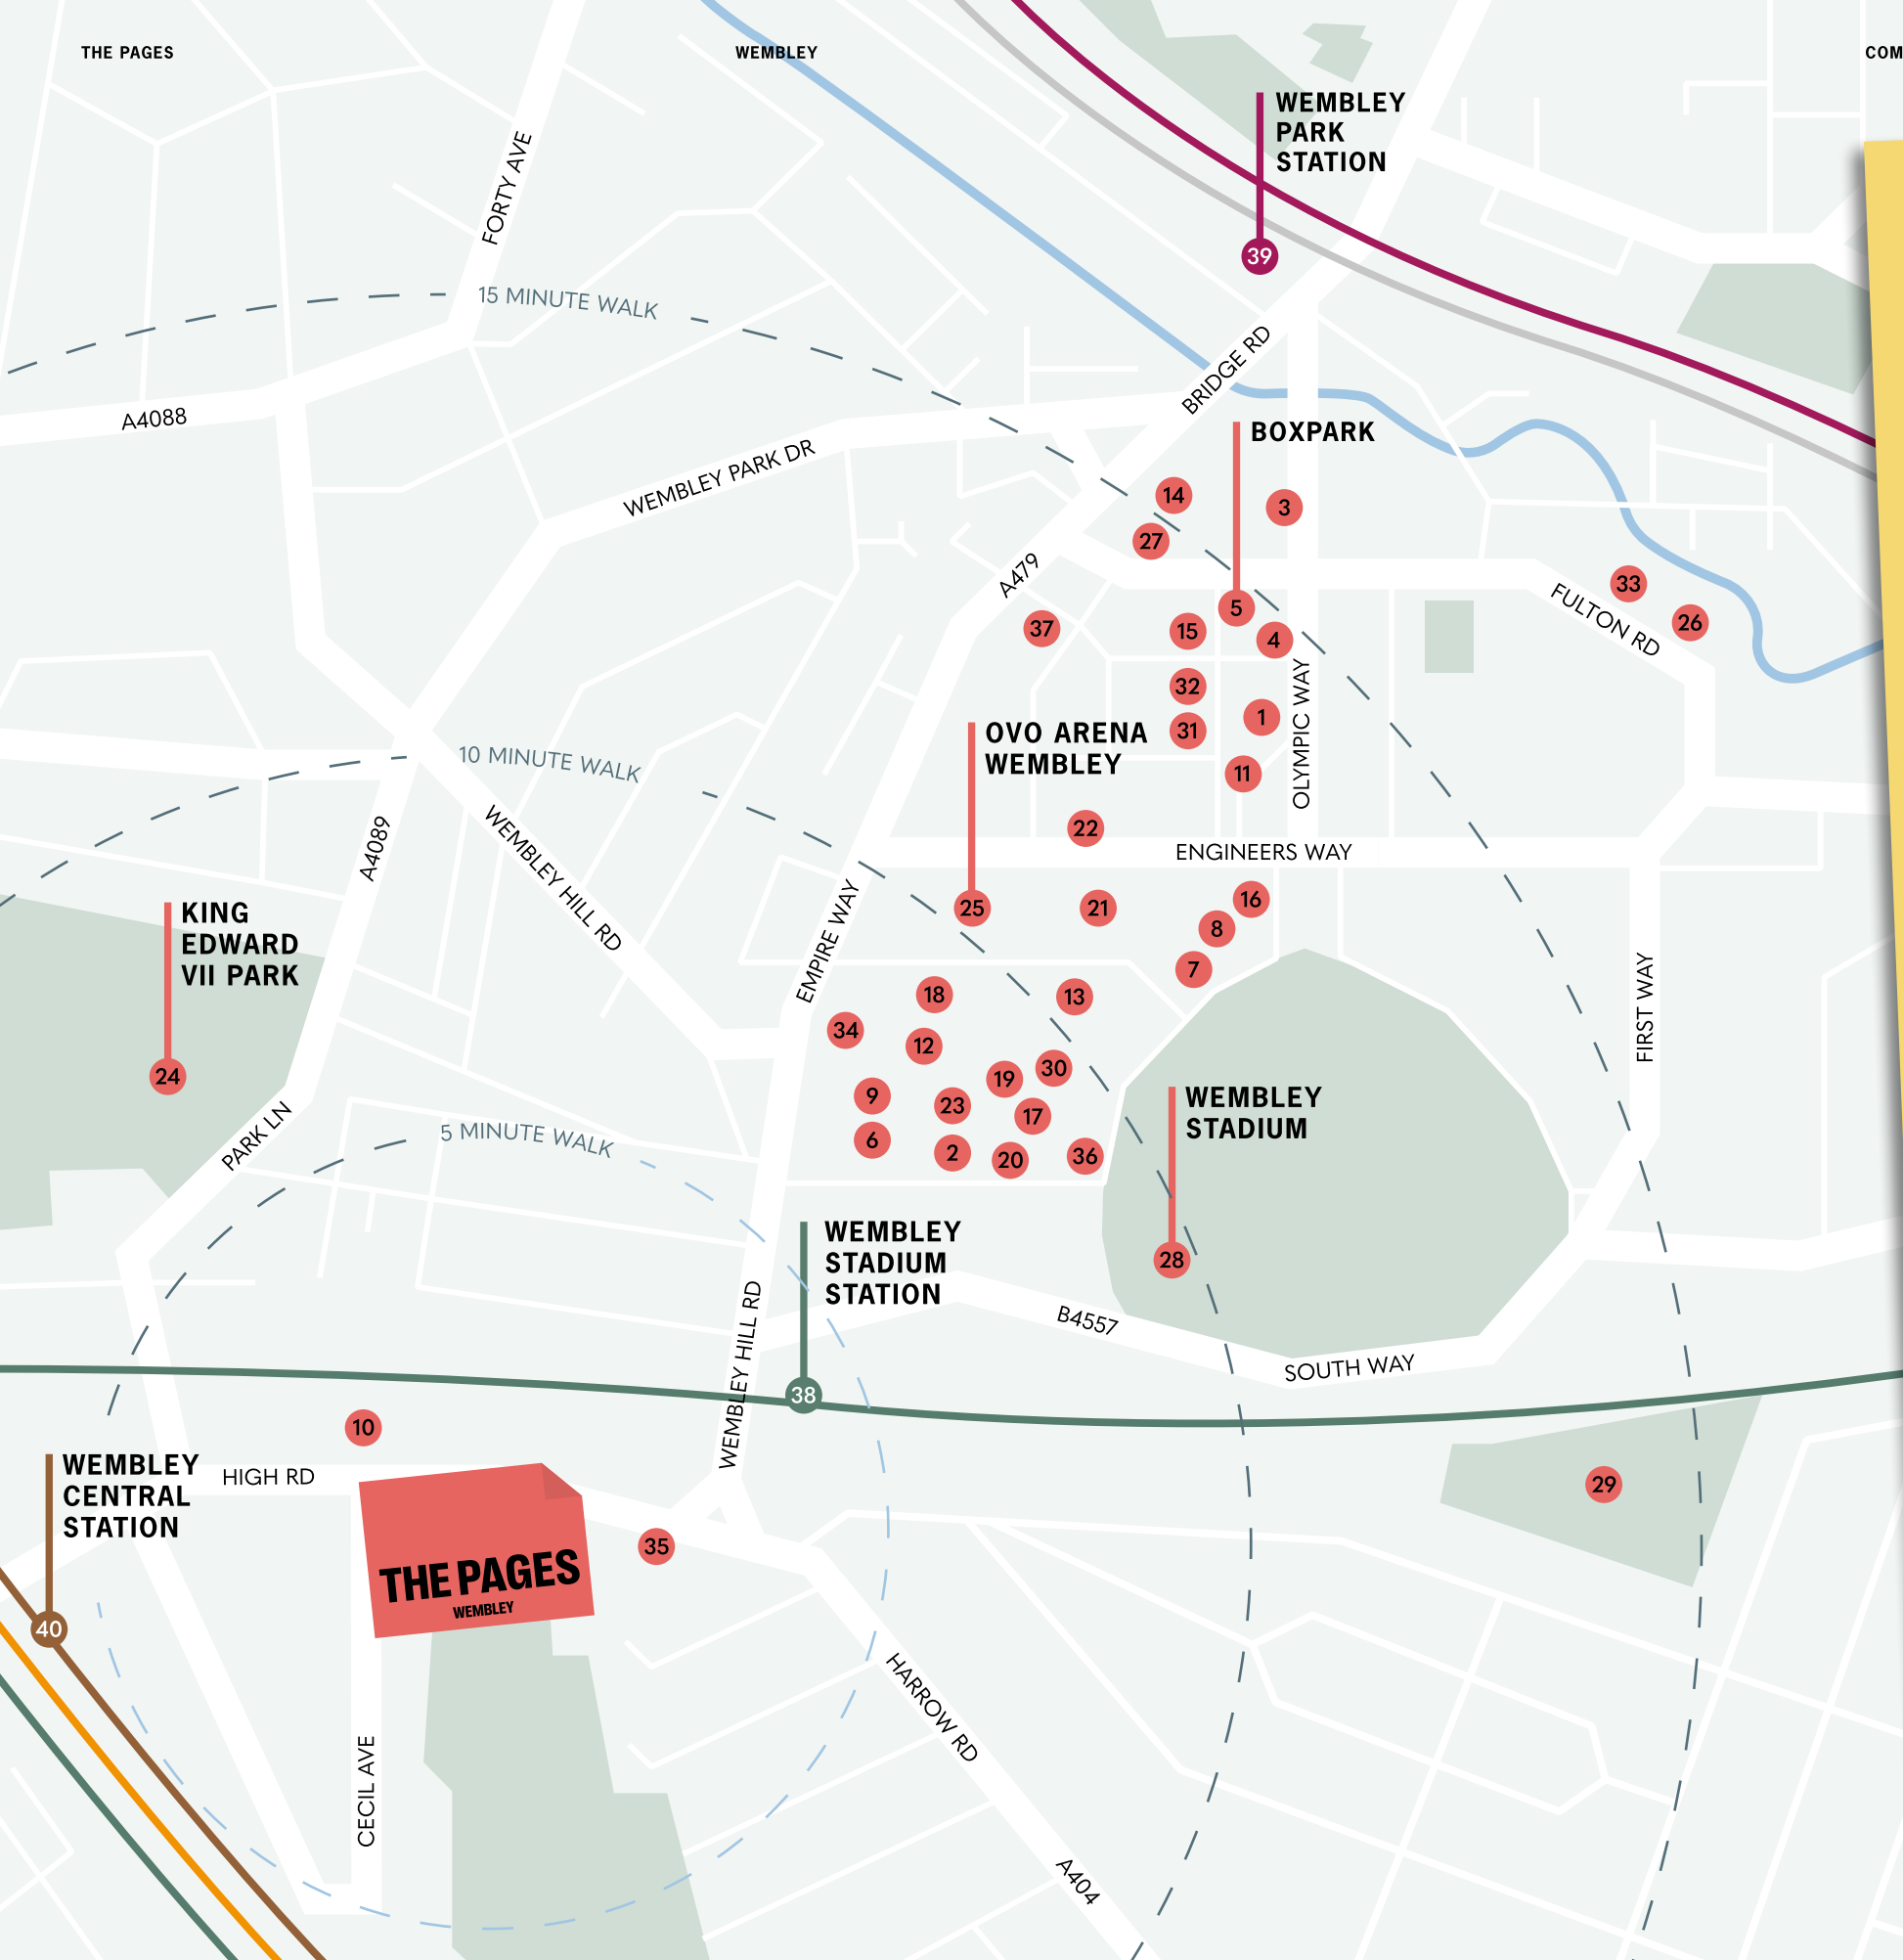 THE PAGES
WEMBLEY
COM
WEMBLEY
PARK
STATION
39
FORTY AVE
15 MINUTE WALK
BRIDGE RD
A4088
BOXPARK
WEMBLEY PARK DR
14
3
27
A479
33
FULTON RD
26
5
37
15
4
32
OLYMPIC WAY
1
31
OVO ARENA
WEMBLEY
11
10 MINUTE WALK
22
A4089
WEMBLEY HILL RD
ENGINEERS WAY
EMPIRE WAY
16
25
21
8
KING
EDWARD
VII PARK
7
FIRST WAY
18
13
34
12
24
30
19
9
23
17
WEMBLEY
STADIUM
PARK LN
5 MINUTE WALK
6
2
20
36
WEMBLEY
STADIUM
STATION
28
B4557
WEMBLEY HILL RD
SOUTH WAY
38
10
WEMBLEY
CENTRAL
STATION
HIGH RD
29
35
THE PAGES
WEMBLEY
40
HARROW RD
CECIL AVE
A404